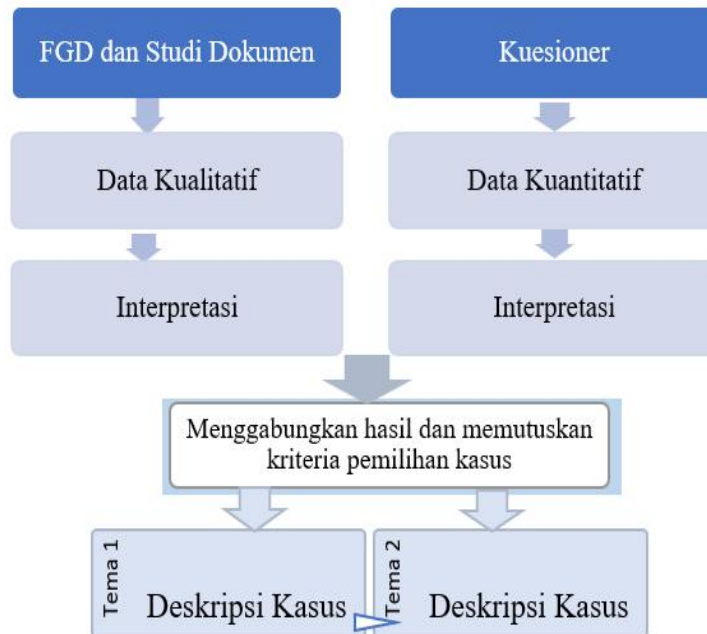 FGD dan Studi Dokumen
Kuesioner
Data Kualitatif
Data Kuantitatif
Interpretasi
Interpretasi
Menggabungkan hasil dan memutuskan
kriteria pemilihan kasus
Tema 1
Deskripsi Kasus
Tema 2
Deskripsi Kasus